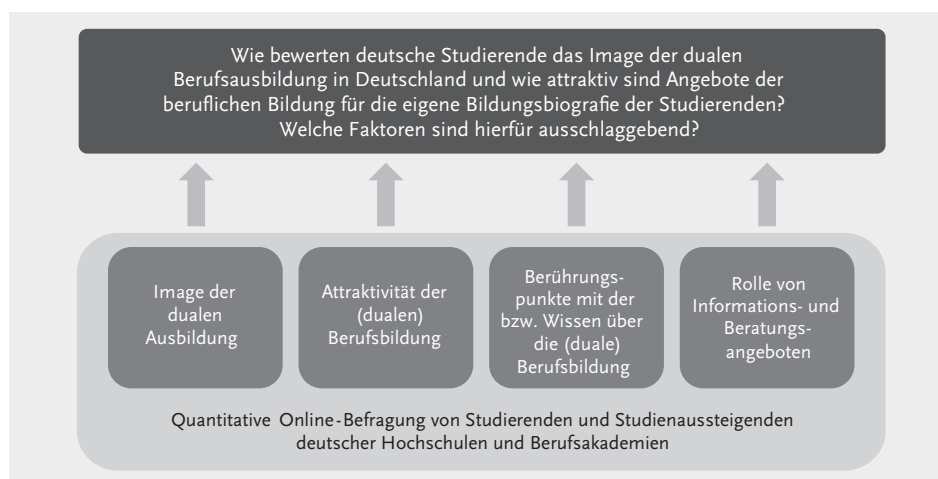 Wie bewerten deutsche Studierende das Image der dualen
Berufsausbildung in Deutschland und wie attraktiv sind Angebote der
beruflichen Bildung für die eigene Bildungsbiografie der Studierenden?
Welche Faktoren sind hierfür ausschlaggebend?
Image der
dualen
Ausbildung
Attraktivität der
(dualen)
Berufsbildung
Berührungs-
punkte mit der
bzw. Wissen über
die (duale)
Berufsbildung
Rolle von
Informations- und
Beratungs-
angeboten
Quantitative Online-Befragung von Studierenden und Studienaussteigenden
deutscher Hochschulen und Berufsakademien